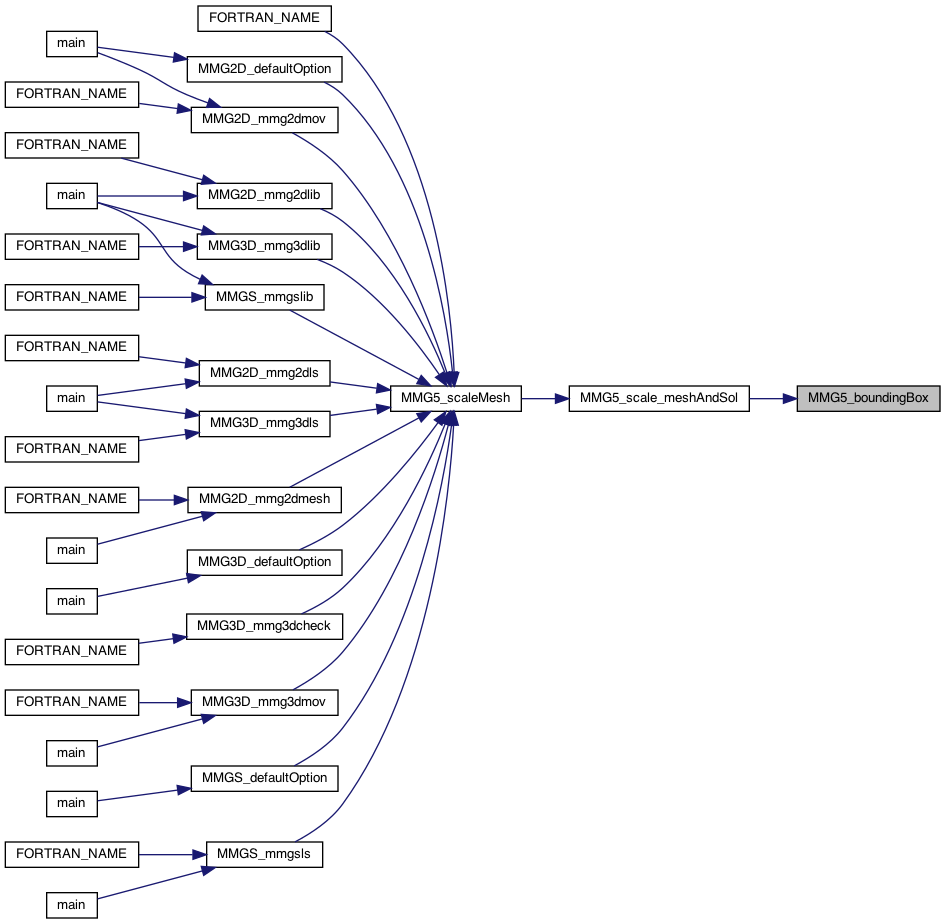 FORTRAN_NAME
main
MMG2D_defaultOption
FORTRAN_NAME
MMG2D_mmg2dmov
FORTRAN_NAME
main
MMG2D_mmg2dlib
FORTRAN_NAME
MMG3D_mmg3dlib
FORTRAN_NAME
MMGS_mmgslib
FORTRAN_NAME
MMG2D_mmg2dls
main
MMG5_scaleMesh
MMG5_scale_meshAndSol
MMG5_boundingBox
FORTRAN_NAME
MMG3D_mmg3dls
FORTRAN_NAME
MMG2D_mmg2dmesh
main
MMG3D_defaultOption
main
MMG3D_mmg3dcheck
FORTRAN_NAME
FORTRAN_NAME
MMG3D_mmg3dmov
main
MMGS_defaultOption
main
FORTRAN_NAME
MMGS_mmgsls
main